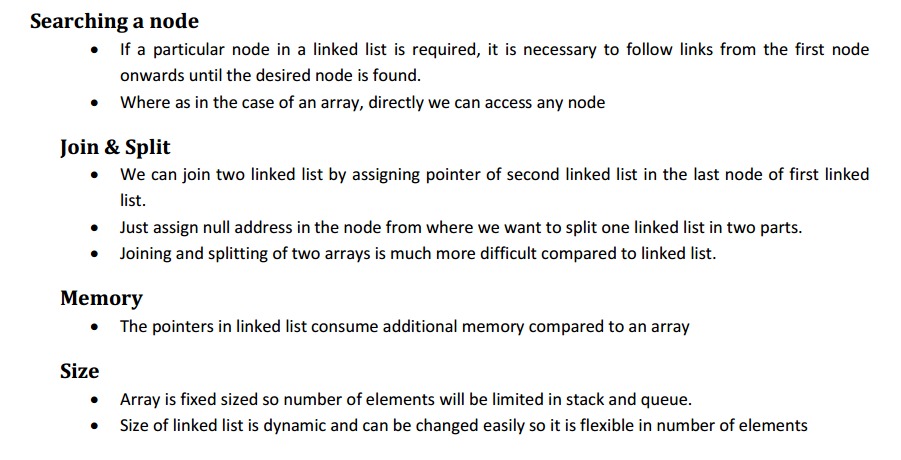 Searching a node
• If a particular node in a linked list is required, it is necessary to follow links from the first node
onwards until the desired node is found.
• Where as in the case of an array, directly we can access any node
Join & Split
• We can join two linked list by assigning pointer of second linked list in the last node of first linked
list.
• Just assign null address in the node from where we want to split one linked list in two parts.
• Joining and splitting of two arrays is much more difficult compared to linked list.
Memory
• The pointers in linked list consume additional memory compared to an array
Size
• Array is fixed sized so number of elements will be limited in stack and queue.
• Size of linked list is dynamic and can be changed easily so it is flexible in number of elements